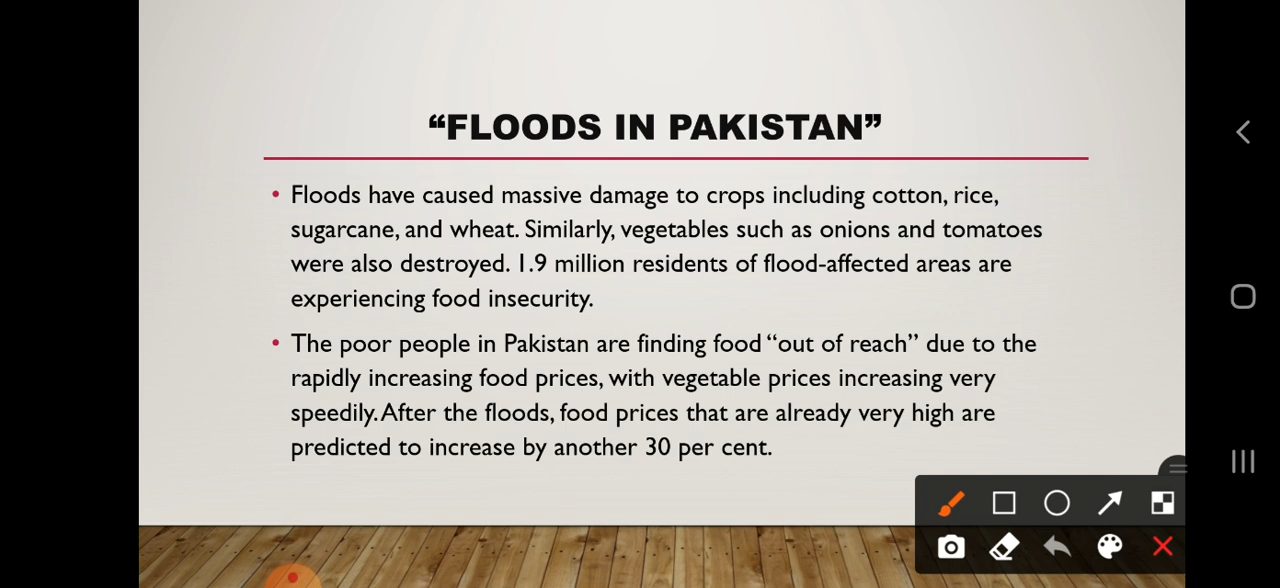 “FLOODS IN PAKISTAN”
• Floods have caused massive damage to crops including cotton, rice,
sugarcane, and wheat. Similarly, vegetables such as onions and tomatoes
were also destroyed. 1.9 million residents of flood-affected areas are
experiencing food insecurity.
• The poor people in Pakistan are finding food “out of reach” due to the
rapidly increasing food prices, with vegetable prices increasing very
speedily. After the floods, food prices that are already very high are
predicted to increase by another 30 per cent.